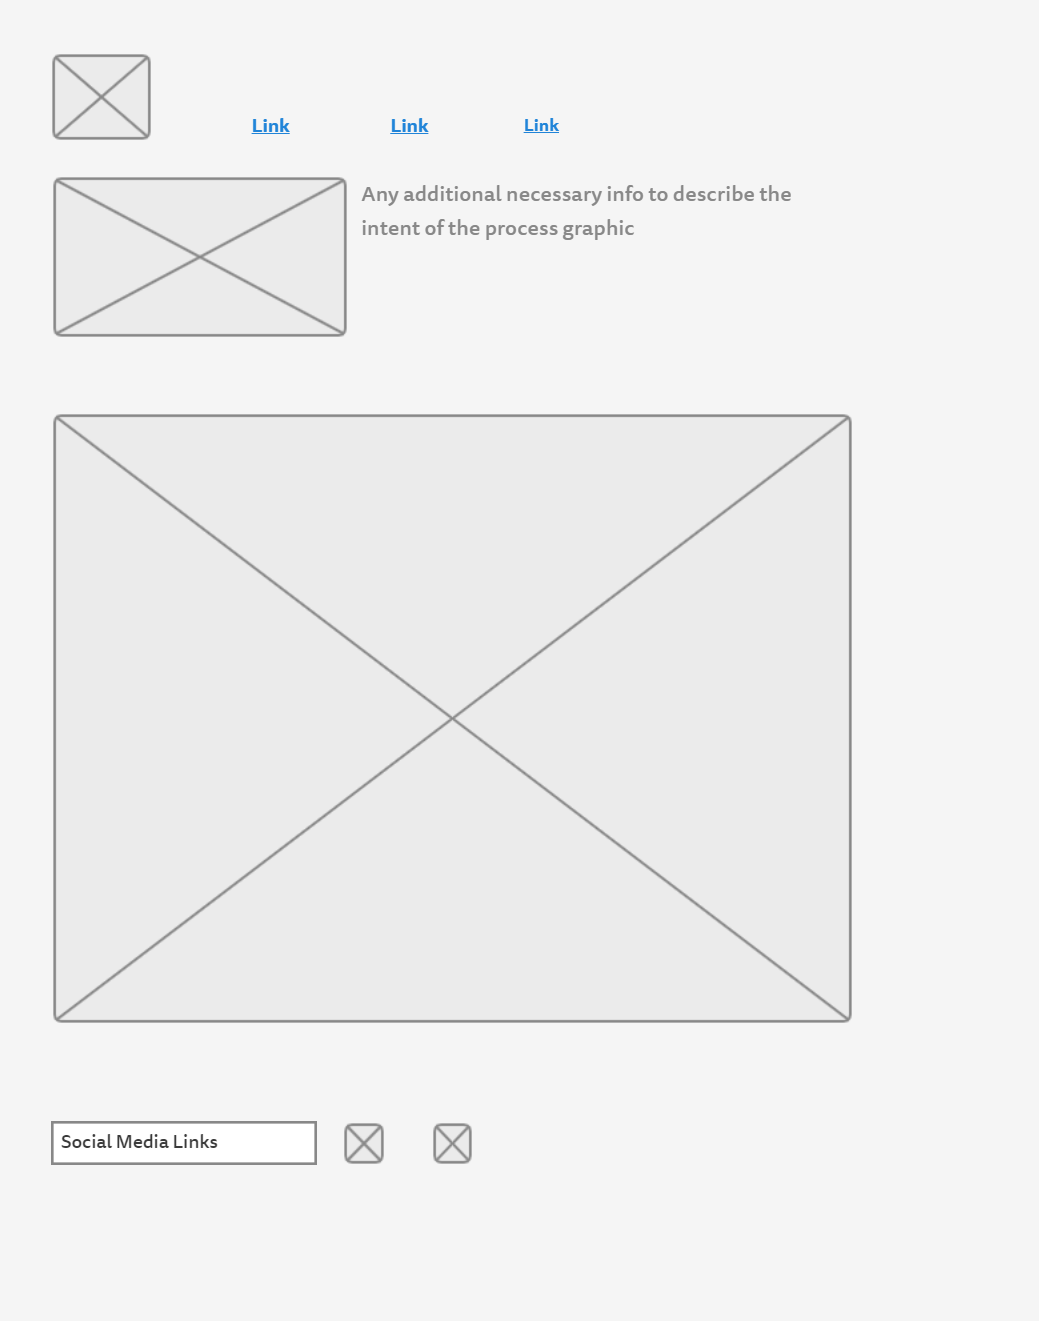 Link Link Link
Any additional necessary info to describe the
intent of the process graphic
Social Media Links